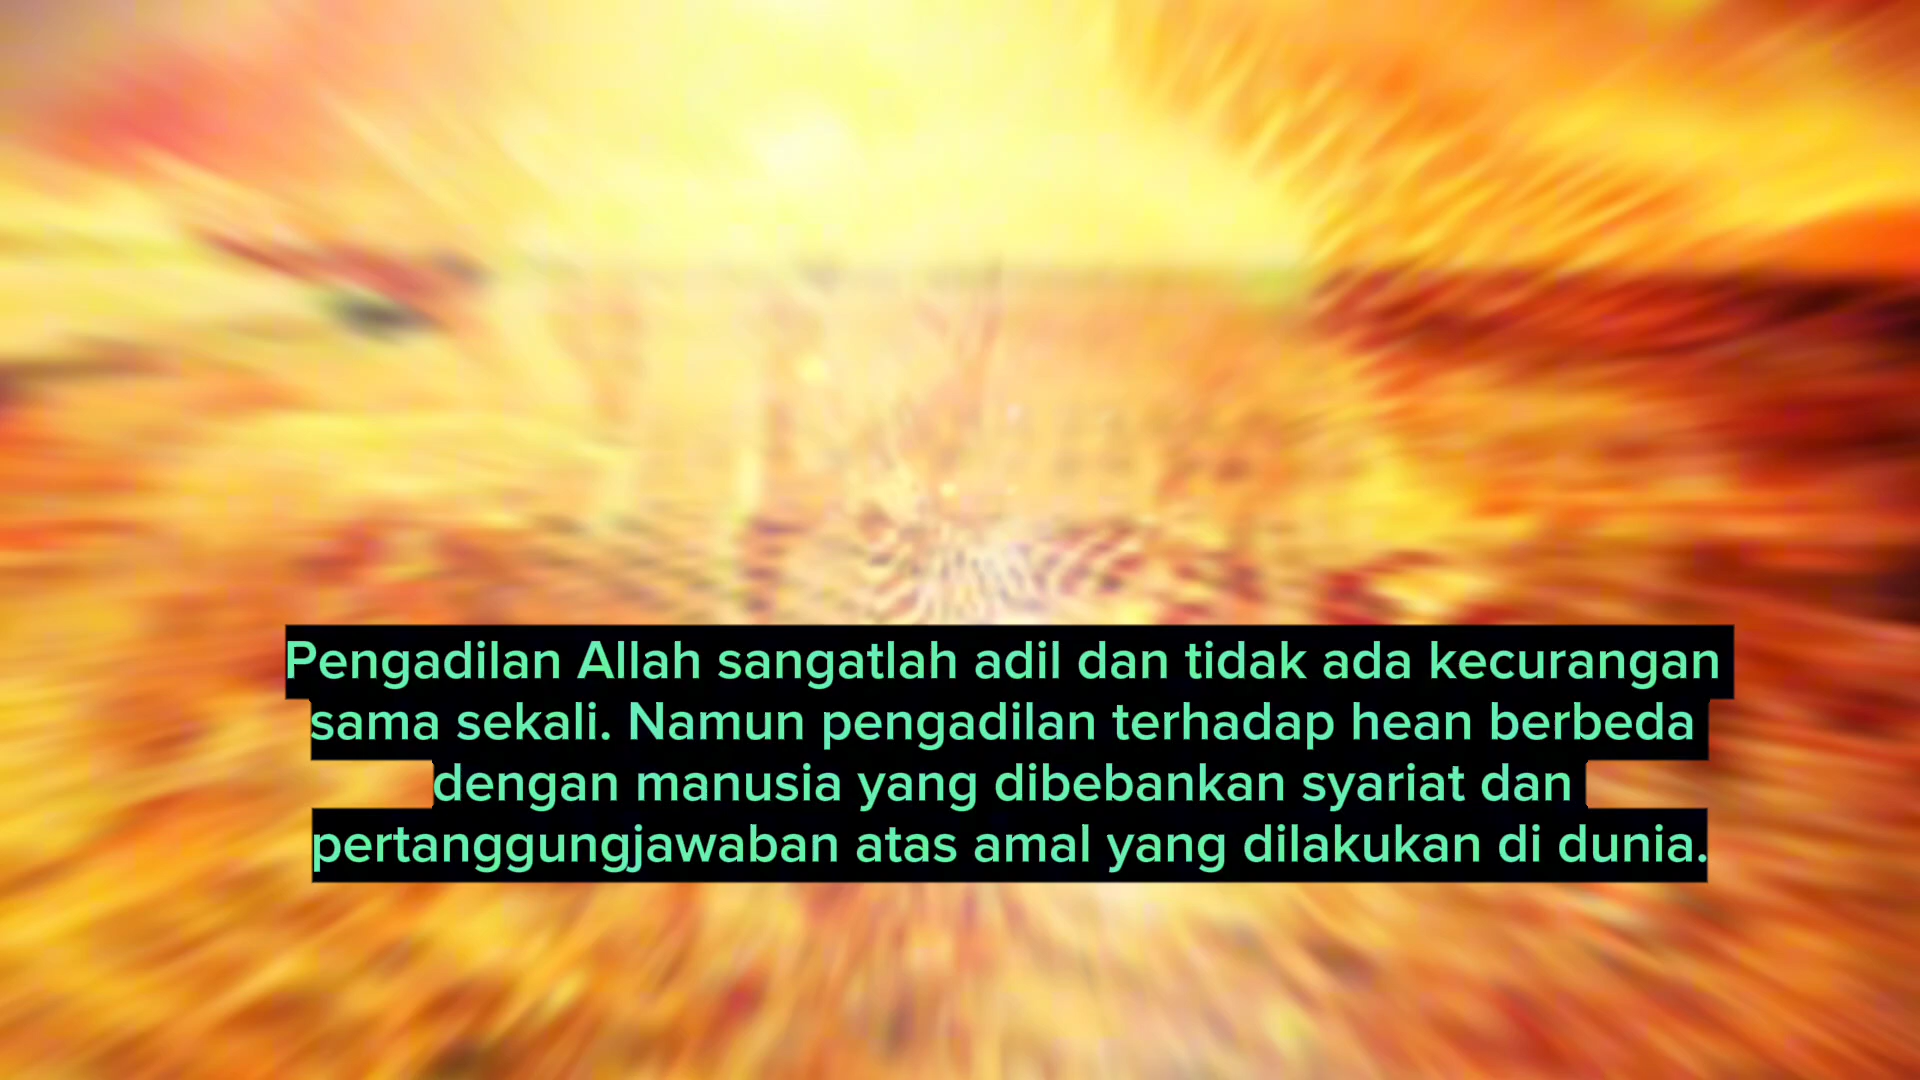 Pengadilan Allah sangatlah adil dan tidak ada kecurangan
sama sekali. Namun pengadilan terhadap hean berbeda
dengan manusia yang dibebankan syariat dan
pertanggungjawaban atas amal yang dilakukan di dunia.